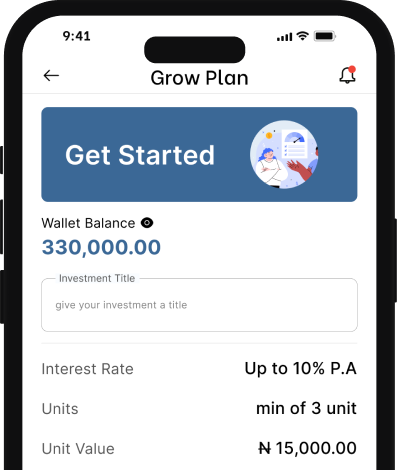 9:41
Grow Plan
Get Started
Wallet Balance
330,000.00
Investment Title
give your investment a title
Interest Rate Up to 10% P.A
Units min of 3 unit
Unit Value ₦ 15,000.00